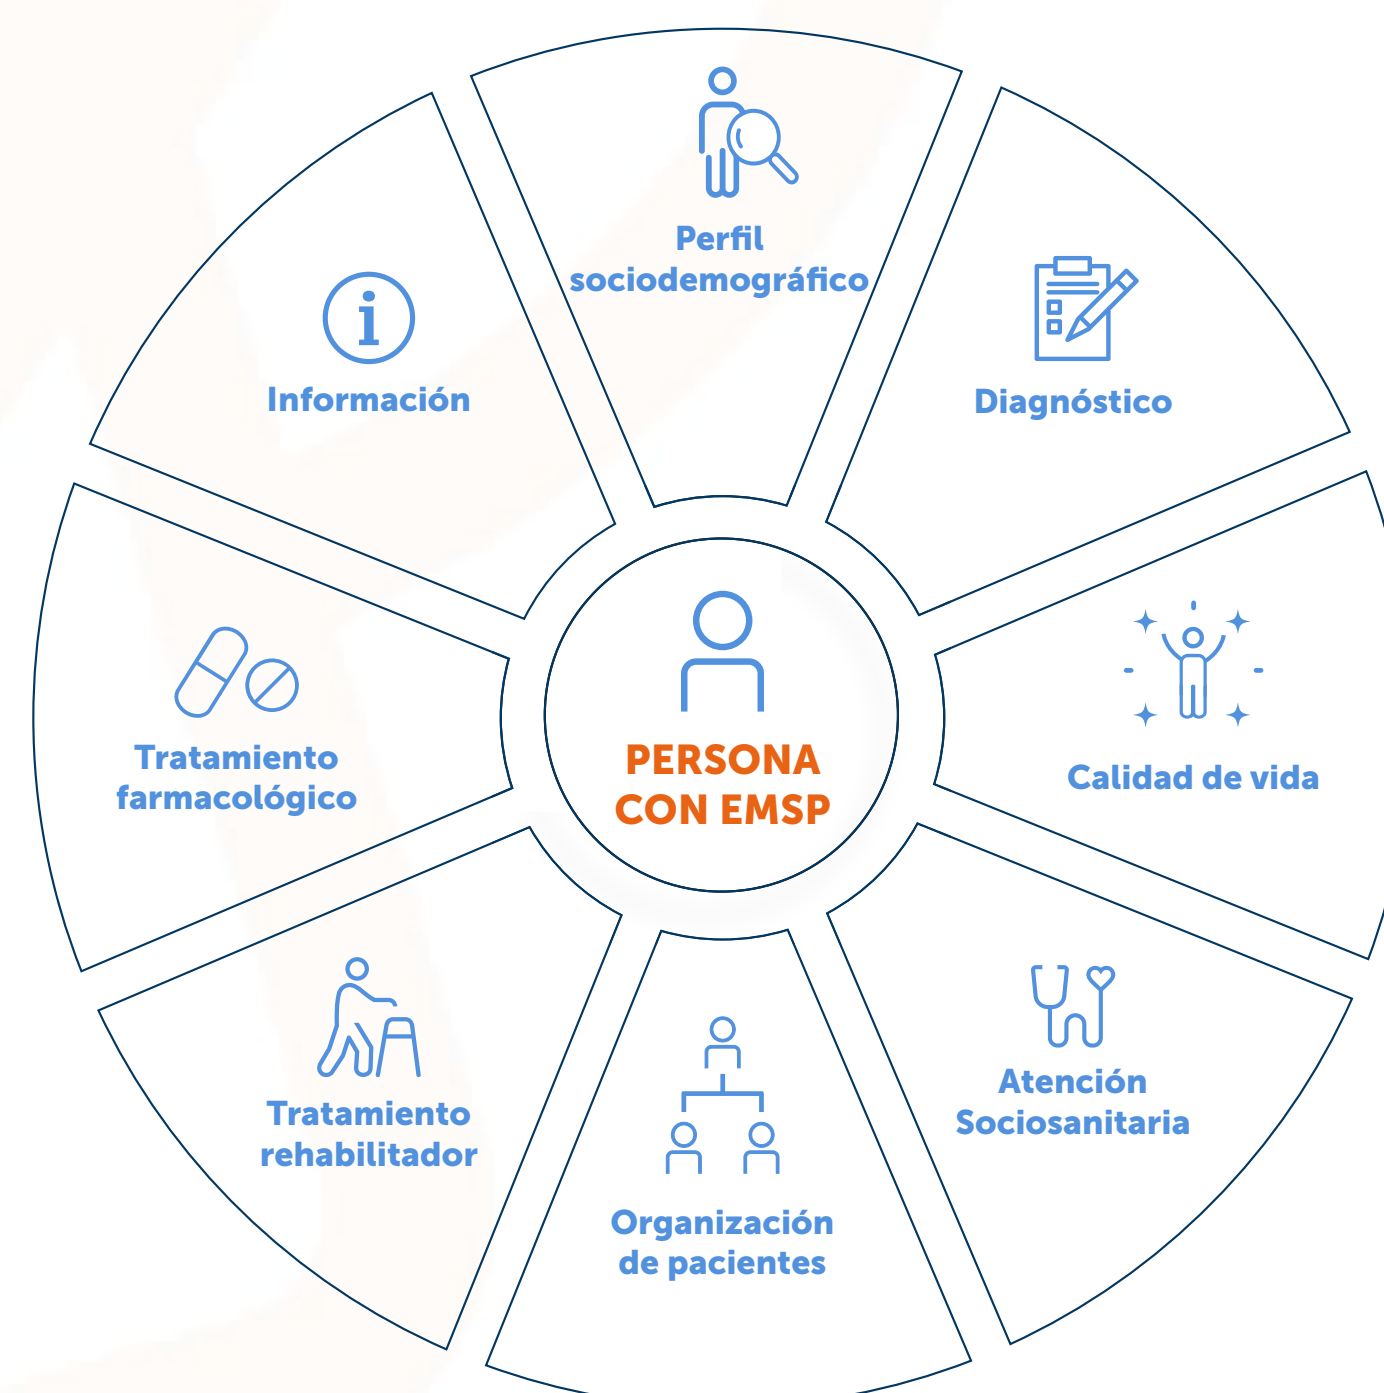 Perfil
sociodemográfico
Diagnóstico
Calidad de vida
Atención
Sociosanitaria
Organización
de pacientes
Tratamiento
rehabilitador
Tratamiento
farmacológico
Información
PERSONA
CON EMSP